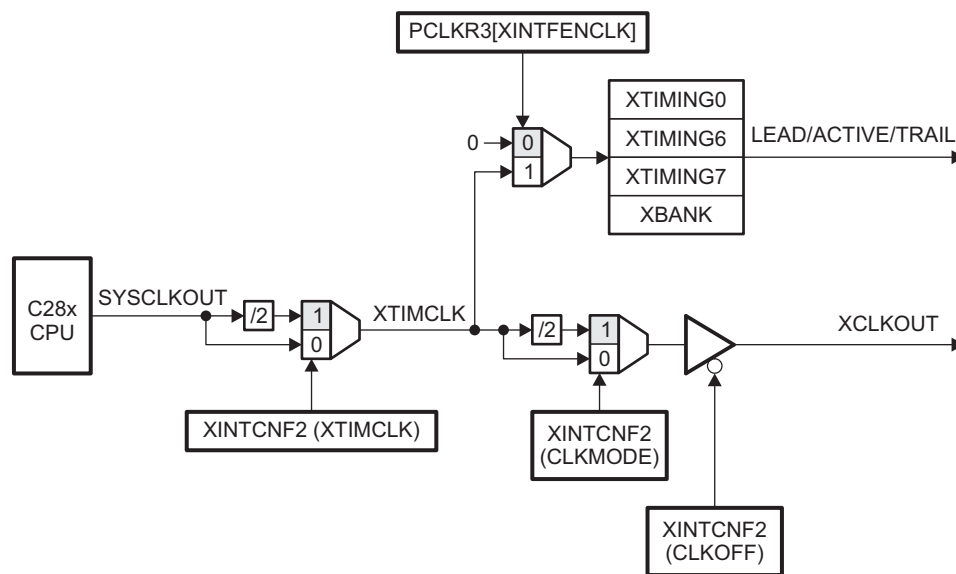 PCLKR3[XINTFENCLK]
XTIMING0
0
0
XTIMING6
LEAD/ACTIVE/TRAIL
1
XTIMING7
XBANK
C28x
CPU
SYSCLKOUT
/2
1
0
XTIMCLK
/2
1
0
XCLKOUT
XINTCNF2 (XTIMCLK)
XINTCNF2
(CLKMODE)
XINTCNF2
(CLKOFF)